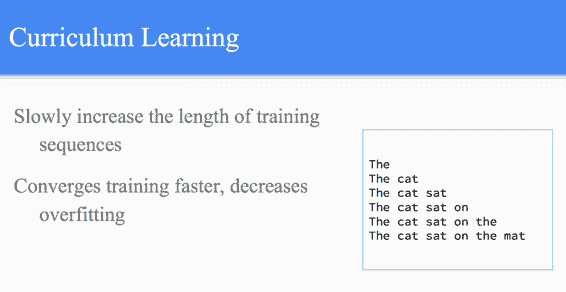 Curriculum Learning
Slowly increase the length of training
sequences
Converges training faster, decreases
overfitting
The
The cat
The cat sat
The cat sat on
The cat sat on the
The cat sat on the mat